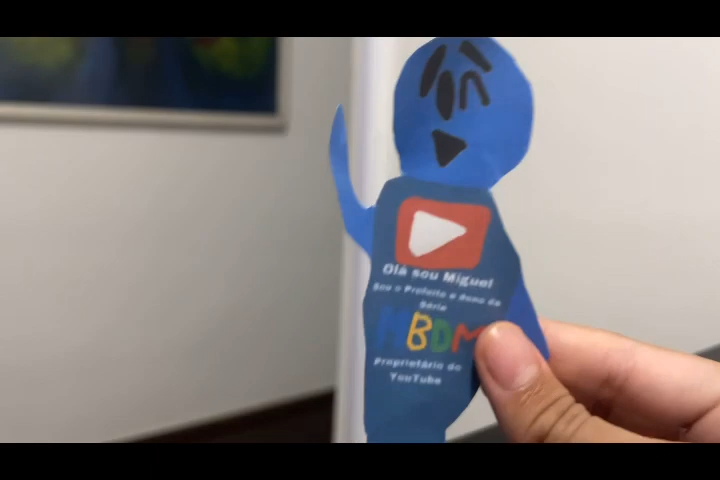 Olá sou Miguel
Sou o Prefeito e dono da
Série
MBDM
Proprietário do
YouTube